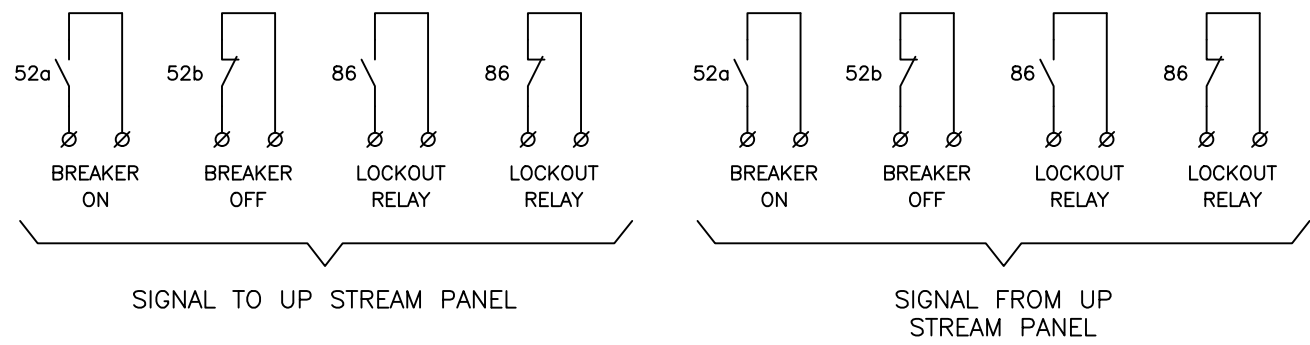 52a 52b 86 86 52a 52b 86 86
BREAKER BREAKER LOCKOUT LOCKOUT BREAKER BREAKER LOCKOUT LOCKOUT
ON OFF RELAY RELAY ON OFF RELAY RELAY
SIGNAL TO UP STREAM PANEL
SIGNAL FROM UP
STREAM PANEL